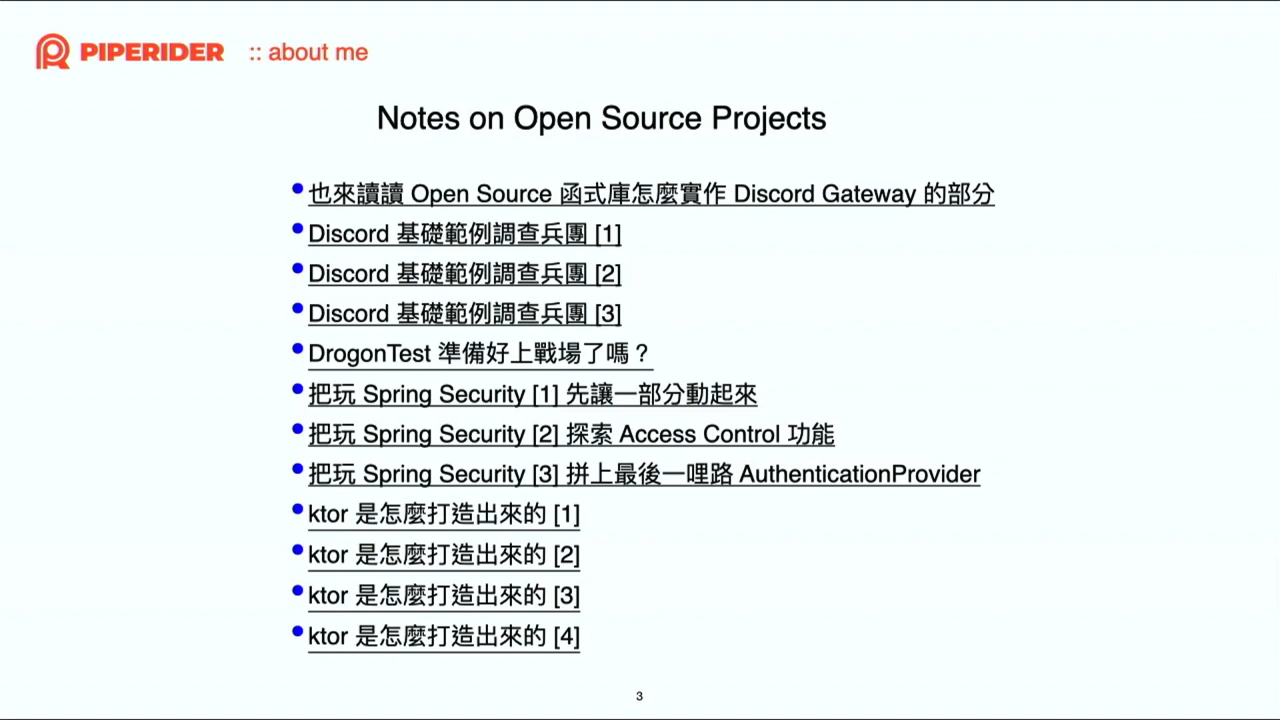 PIPERIDER :: about me
Notes on Open Source Projects
也來讀讀 Open Source 函式庫怎麼實作 Discord Gateway 的部分
Discord 基礎範例調查兵團 [1]
Discord 基礎範例調查兵團 [2]
Discord 基礎範例調查兵團 [3]
DrogonTest 準備好上戰場了嗎？
把玩 Spring Security [1] 先讓一部分動起來
把玩 Spring Security [2] 探索 Access Control 功能
把玩 Spring Security [3] 拼上最後一哩路 AuthenticationProvider
ktor 是怎麼打造出來的 [1]
ktor 是怎麼打造出來的 [2]
ktor 是怎麼打造出來的 [3]
ktor 是怎麼打造出來的 [4]
3